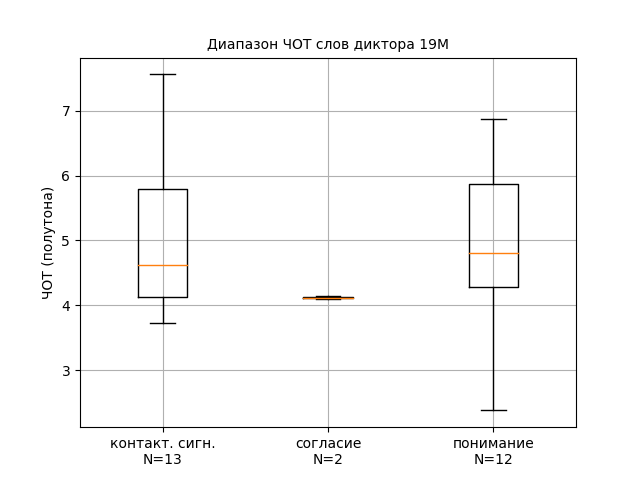 Диапазон ЧОТ слов диктора 19М
ЧОТ (полутона)
7
6
5
4
3
контакт. сигн.
N=13
согласие
N=2
понимание
N=12